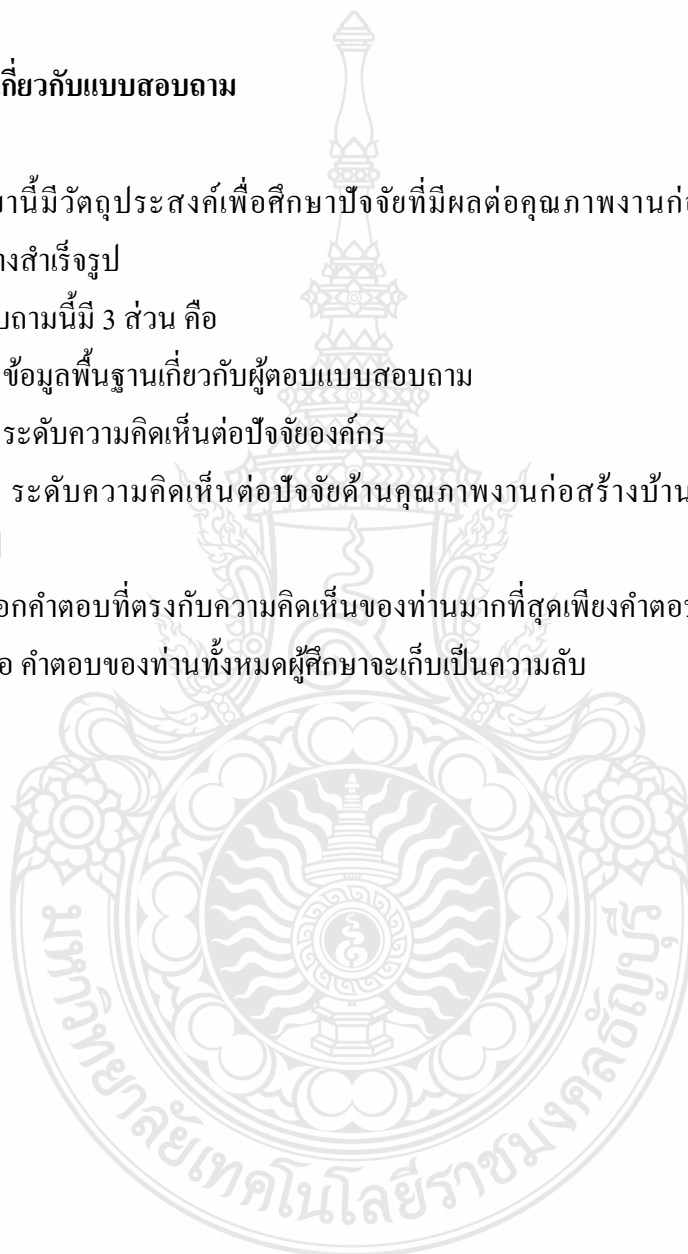 เกี่ยวกับแบบสอบถาม
นี้มีวัตถุประสงค์เพื่อศึกษาปัจจัยที่มีผลต่อคุณภาพงานก่อ
สำเร็จรูป
ถามนี้มี 3 ส่วน คือ
ข้อมูลพื้นฐานเกี่ยวกับผู้ตอบแบบสอบถาม
ระดับความคิดเห็นต่อปัจจัยองค์กร
ระดับความคิดเห็นต่อปัจจัยด้านคุณภาพงานก่อสร้างบ้าน
คำตอบที่ตรงกับความคิดเห็นของท่านมากที่สุดเพียงคำตอบ
คำตอบของท่านทั้งหมดผู้ศึกษาจะเก็บเป็นความลับ
มหาวิทยาลัยเทคโนโลยีราชมงคลธัญบุรี